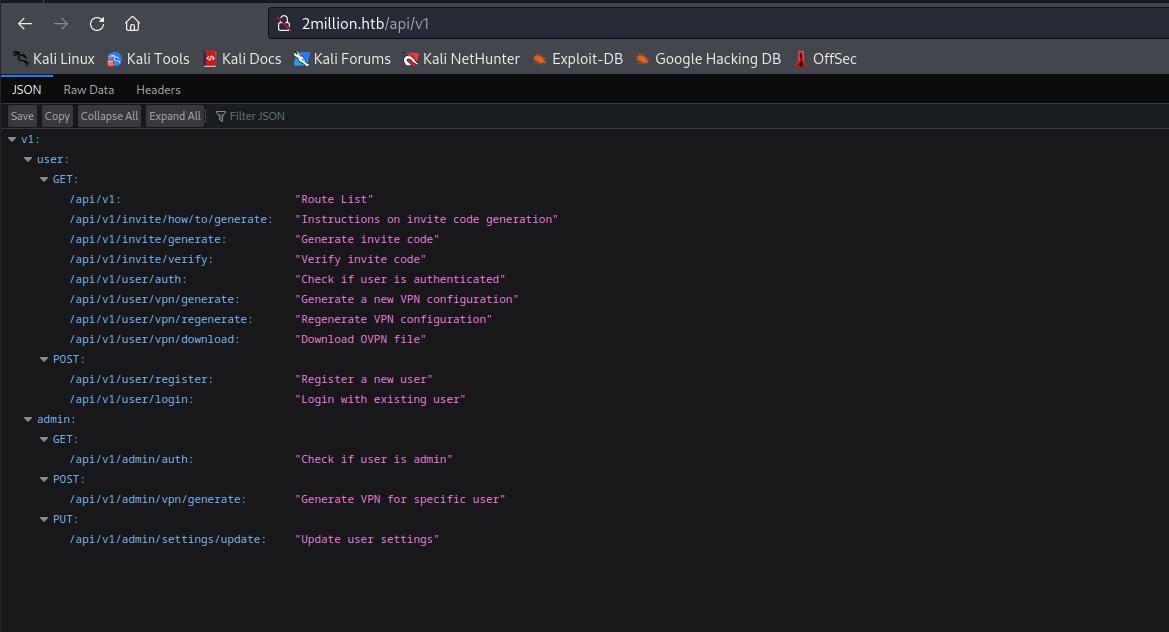 2million.htb/api/v1
Kali Linux Kali Tools Kali Docs Kali Forums Kali NetHunter Exploit-DB Google Hacking DB OffSec
JSON Raw Data Headers
Save Copy Collapse All Expand All Filter JSON
v1:
user:
GET:
/api/v1: "Route List"
/api/v1/invite/how/to/generate: "Instructions on invite code generation"
/api/v1/invite/generate: "Generate invite code"
/api/v1/invite/verify: "Verify invite code"
/api/v1/user/auth: "Check if user is authenticated"
/api/v1/user/vpn/generate: "Generate a new VPN configuration"
/api/v1/user/vpn/regenerate: "Regenerate VPN configuration"
/api/v1/user/vpn/download: "Download OVPN file"
POST:
/api/v1/user/register: "Register a new user"
/api/v1/user/login: "Login with existing user"
admin:
GET:
/api/v1/admin/auth: "Check if user is admin"
POST:
/api/v1/admin/vpn/generate: "Generate VPN for specific user"
PUT:
/api/v1/admin/settings/update: "Update user settings"